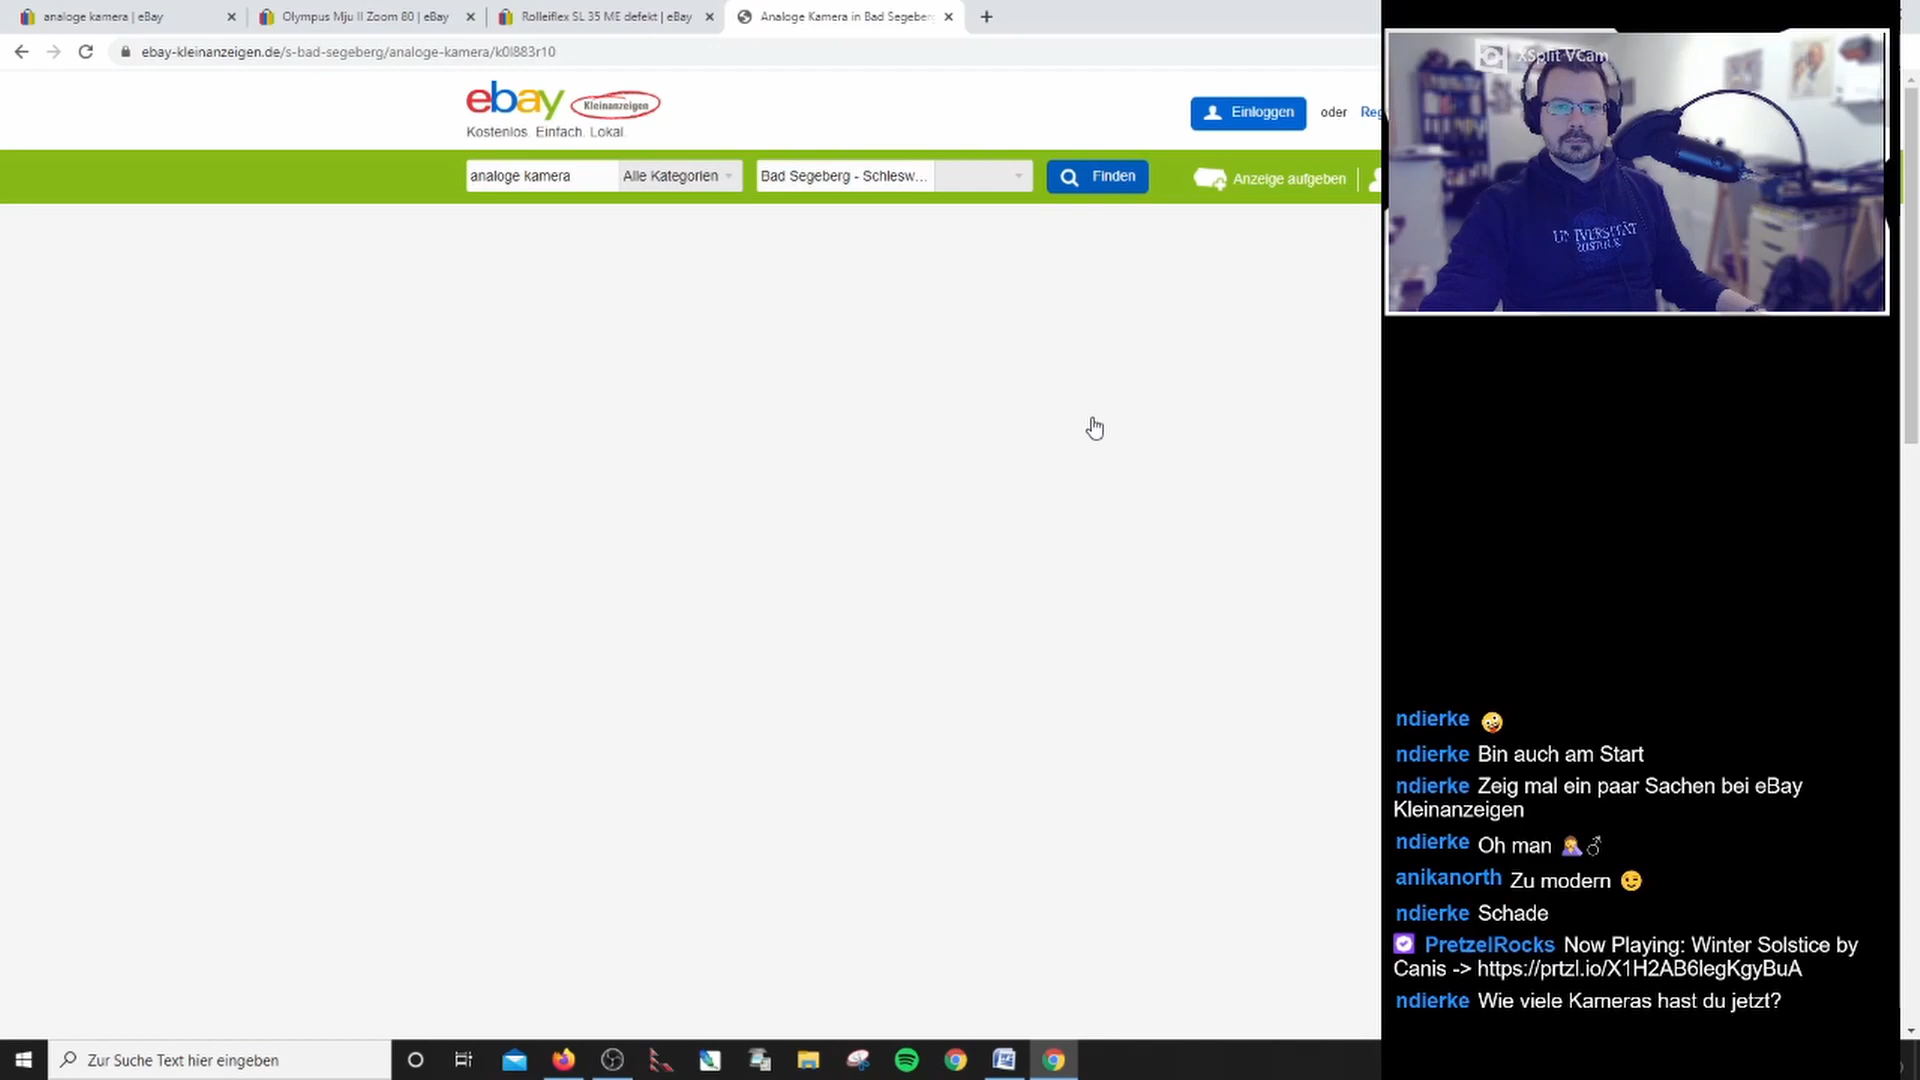 analoge kamera | eBay
Olympus Mju II Zoom 80 | eBay
Rolleiflex SL 35 ME defekt | eBay
Analoge Kamera in Bad Segeberg
ebay-kleinanzeigen.de/s-bad-segeberg/analoge-kamera/k0l883r10
ebay Kleinanzeigen
Kostenlos. Einfach. Lokal.
Einloggen oder Reg
analoge kamera Alle Kategorien Bad Segeberg - Schlesw... Finden Anzeige aufgeben
XSplit VCam
UNIVERSITÄT
ROSTOCK
ndierke 🤪
ndierke Bin auch am Start
ndierke Zeig mal ein paar Sachen bei eBay
Kleinanzeigen
ndierke Oh man 🤦♂
anikanorth Zu modern 😉
ndierke Schade
PretzelRocks Now Playing: Winter Solstice by
Canis -> https://prtzl.io/X1H2AB6legKgyBuA
ndierke Wie viele Kameras hast du jetzt?
Zur Suche Text hier eingeben